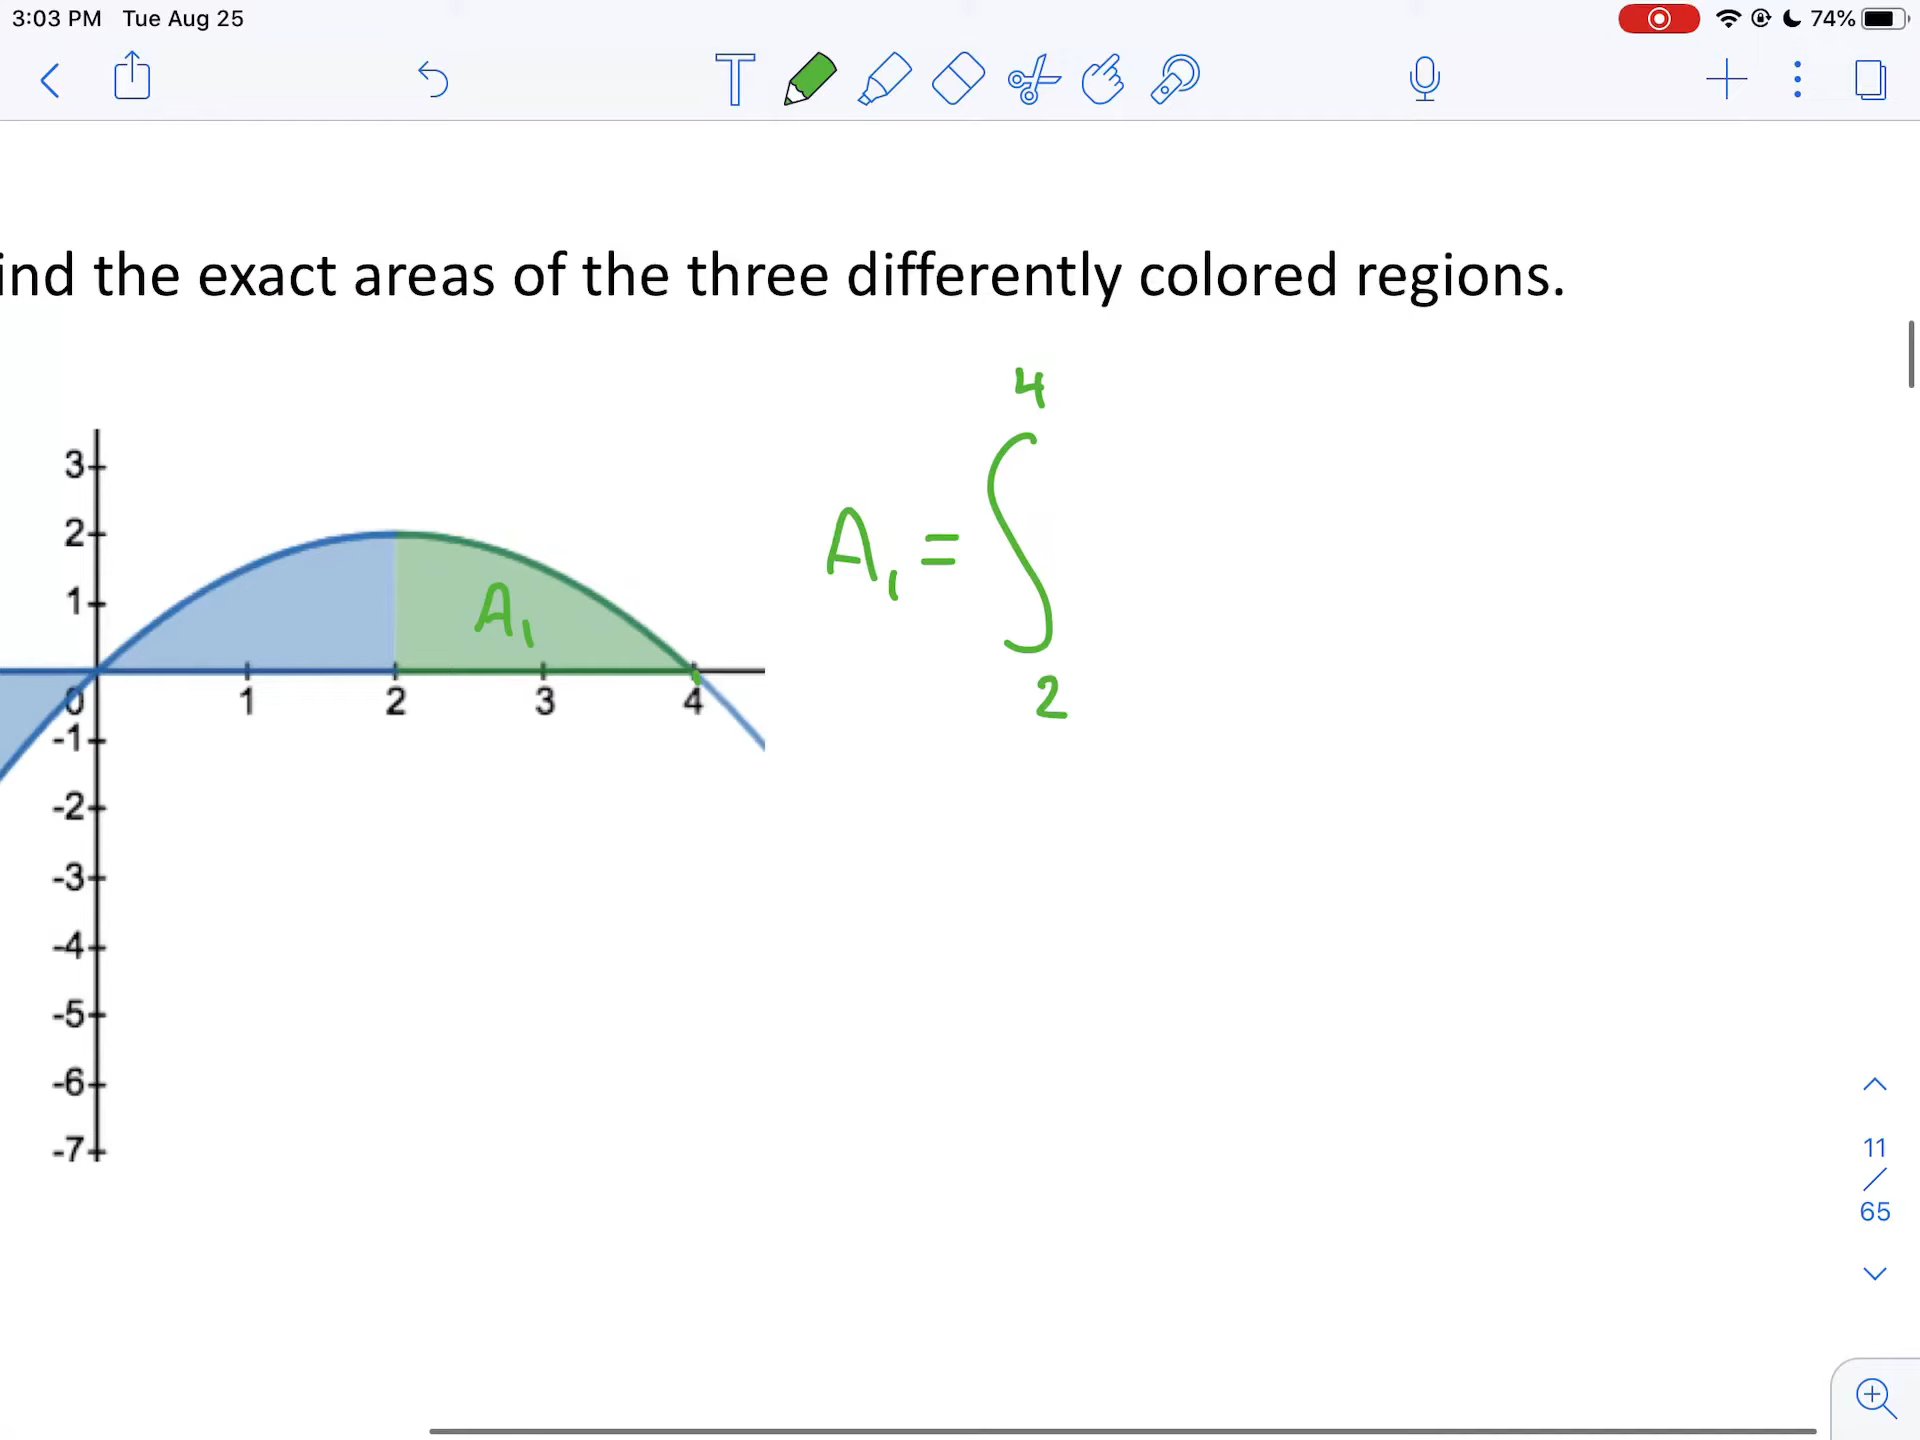 3:03 PM Tue Aug 25
74%
T
ind the exact areas of the three differently colored regions.
4
3
2
A₁ = ∫
1
A₁
2
0 1 2 3 4
-1
-2
-3
-4
-5
-6
-7
11
/
65